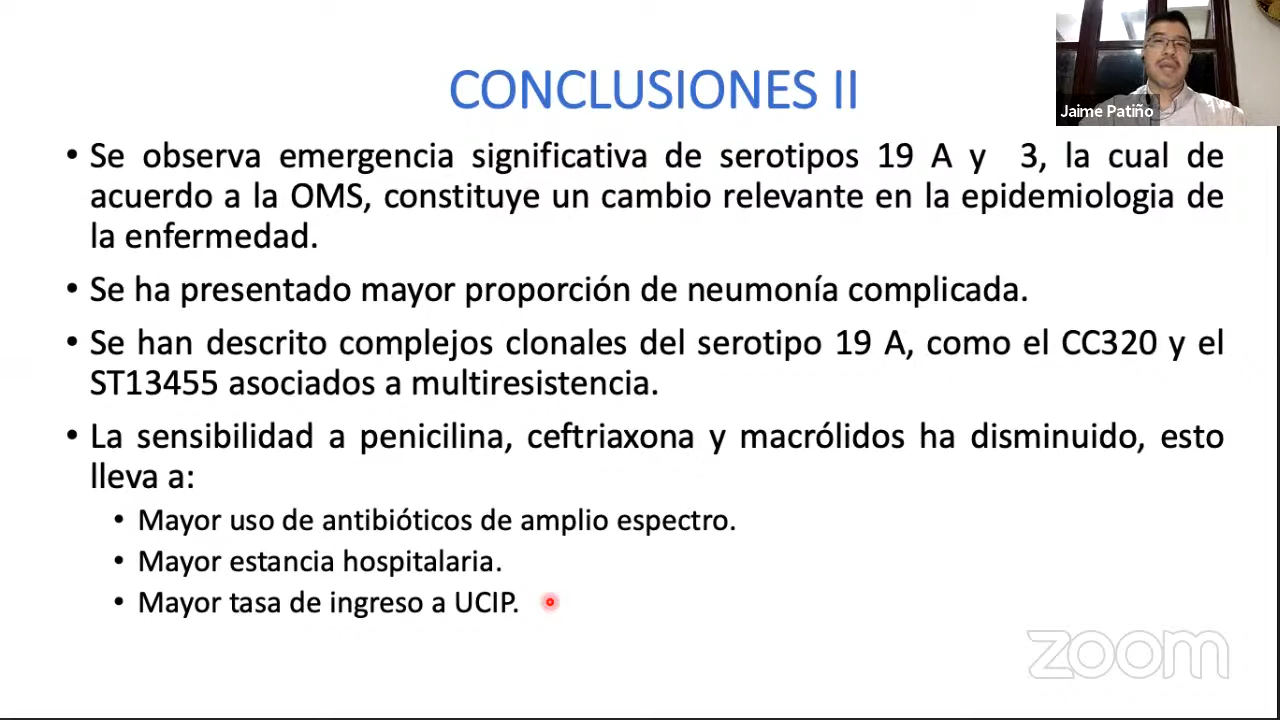 CONCLUSIONES II
Jaime Patiño
• Se observa emergencia significativa de serotipos 19 A y 3, la cual de
acuerdo a la OMS, constituye un cambio relevante en la epidemiologia de
la enfermedad.
• Se ha presentado mayor proporción de neumonía complicada.
• Se han descrito complejos clonales del serotipo 19 A, como el CC320 y el
ST13455 asociados a multiresistencia.
• La sensibilidad a penicilina, ceftriaxona y macrólidos ha disminuido, esto
lleva a:
• Mayor uso de antibióticos de amplio espectro.
• Mayor estancia hospitalaria.
• Mayor tasa de ingreso a UCIP.
zoom